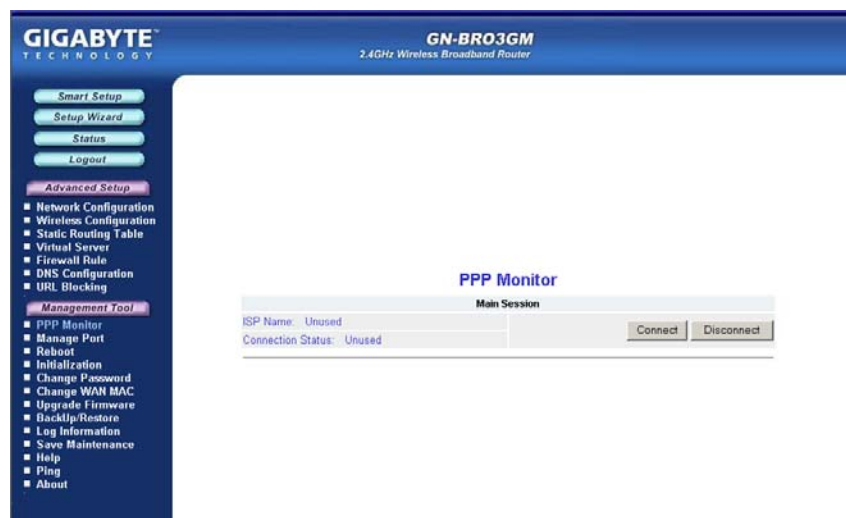 GIGABYTE™
TECHNOLOGY
GN-BR03GM
2.4GHz Wireless Broadband Router
Smart Setup
Setup Wizard
Status
Logout
Advanced Setup
Network Configuration
Wireless Configuration
Static Routing Table
Virtual Server
Firewall Rule
DNS Configuration
URL Blocking
Management Tool
PPP Monitor
Manage Port
Reboot
Initialization
Change Password
Change WAN MAC
Upgrade Firmware
BackUp/Restore
Log Information
Save Maintenance
Help
Ping
About
PPP Monitor
Main Session
ISP Name: Unused
Connection Status: Unused
Connect Disconnect